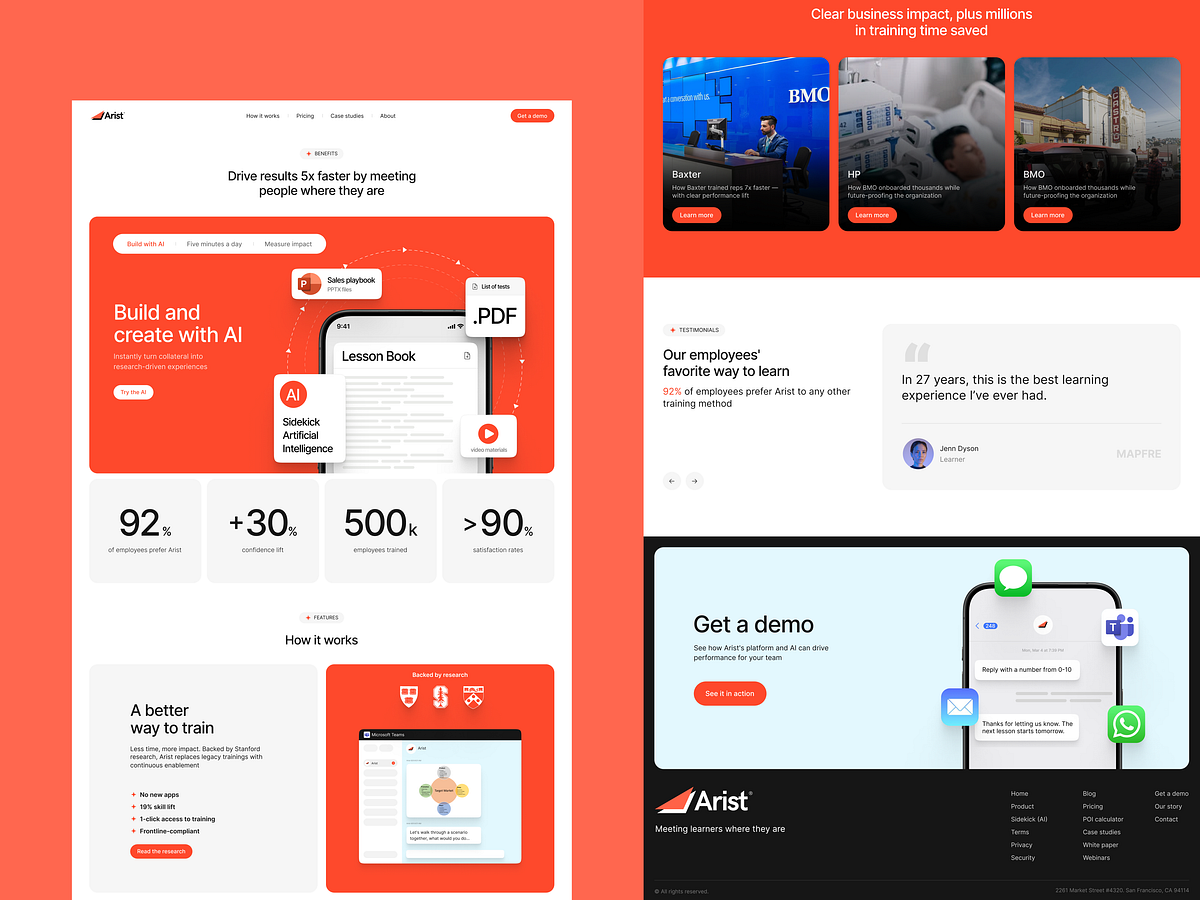 Arist
How it works
Pricing
Case studies
About
Get a demo
BENEFITS
Drive results 5x faster by meeting
people where they are
Build with AI
Five minutes a day
Measure impact
Build and
create with AI
Instantly turn collateral into
research-driven experiences
Try the AI
P
Sales playbook
PPTX files
List of tests
.PDF
9:41
Lesson Book
AI
Sidekick
Artificial
Intelligence
video materials
92%
of employees prefer Arist
+30%
confidence lift
500k
employees trained
>90%
satisfaction rates
FEATURES
How it works
A better
way to train
Less time, more impact. Backed by Stanford
research, Arist replaces legacy trainings with
continuous enablement
No new apps
19% skill lift
1-click access to training
Frontline-compliant
Read the research
Backed by research
Microsoft Teams
Arist
Arist
Target Market
Let's walk through a scenario
together, what would you do...
Clear business impact, plus millions
in training time saved
BMO
Baxter
How Baxter trained reps 7x faster —
with clear performance lift
Learn more
HP
How BMO onboarded thousands while
future-proofing the organization
Learn more
CASTRO
BMO
How BMO onboarded thousands while
future-proofing the organization
Learn more
TESTIMONIALS
Our employees'
favorite way to learn
92% of employees prefer Arist to any other
training method
In 27 years, this is the best learning
experience I've ever had.
Jenn Dyson
Learner
MAPFRE
Get a demo
See how Arist's platform and AI can drive
performance for your team
See it in action
248
Mon, May 4 at 7:30 PM
Reply with a number from 0-10
Thanks for letting us know. The
next lesson starts tomorrow.
T
Arist®
Meeting learners where they are
Home
Product
Sidekick (AI)
Terms
Privacy
Security
Blog
Pricing
POI calculator
Case studies
White paper
Webinars
Get a demo
Our story
Contact
© All rights reserved.
2261 Market Street #4320. San Francisco, CA 94114